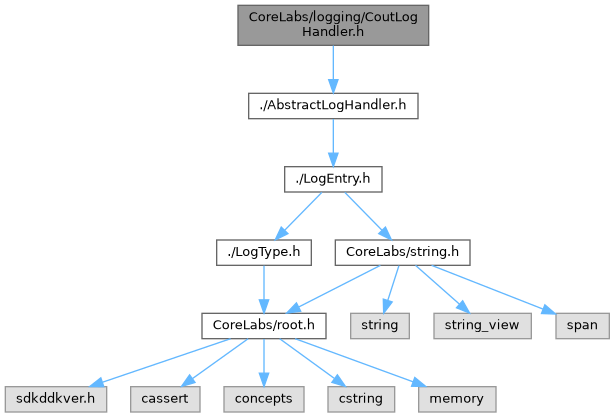 CoreLabs/logging/CoutLog
Handler.h
./AbstractLogHandler.h
./LogEntry.h
./LogType.h
CoreLabs/string.h
CoreLabs/root.h
string
string_view
span
sdkddkver.h
cassert
concepts
cstring
memory